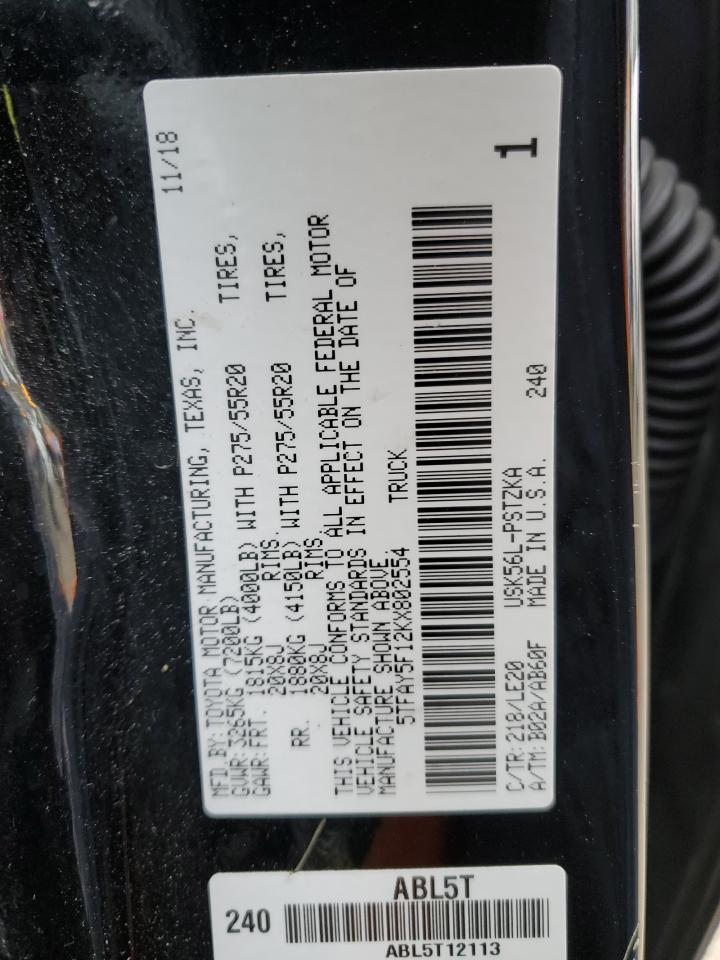 MFD.BY:TOYOTA MOTOR MANUFACTURING, TEXAS, INC. 11/18
GVWR:3265KG (7200LB)
GAWR:FRT. 1815KG (4000LB) WITH P275/55R20 TIRES,
20X8J RIMS.
RR. 1880KG (4150LB) WITH P275/55R20 TIRES,
20X8J RIMS.
THIS VEHICLE CONFORMS TO ALL APPLICABLE FEDERAL MOTOR
VEHICLE SAFETY STANDARDS IN EFFECT ON THE DATE OF
MANUFACTURE SHOWN ABOVE.
5TFAY5F12KX802554 TRUCK
C/TR:218/LE20 USK56L-PSTZKA 240
A/TM:B02A/AB60F MADE IN U.S.A.
1
ABL5T
240
ABL5T12113